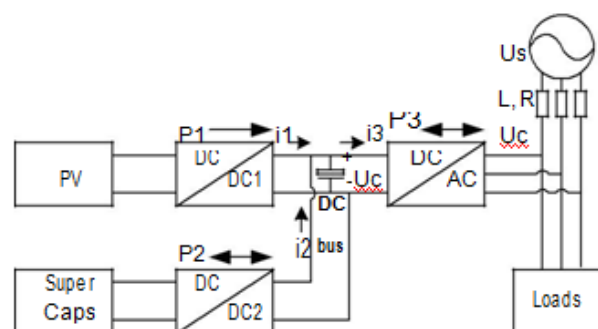 Us
L, R
P1
i1
i3
P3
Uc
PV
DC
DC1
+
-Uc
DC
bus
DC
AC
i2
P2
Super
Caps
DC
DC2
Loads